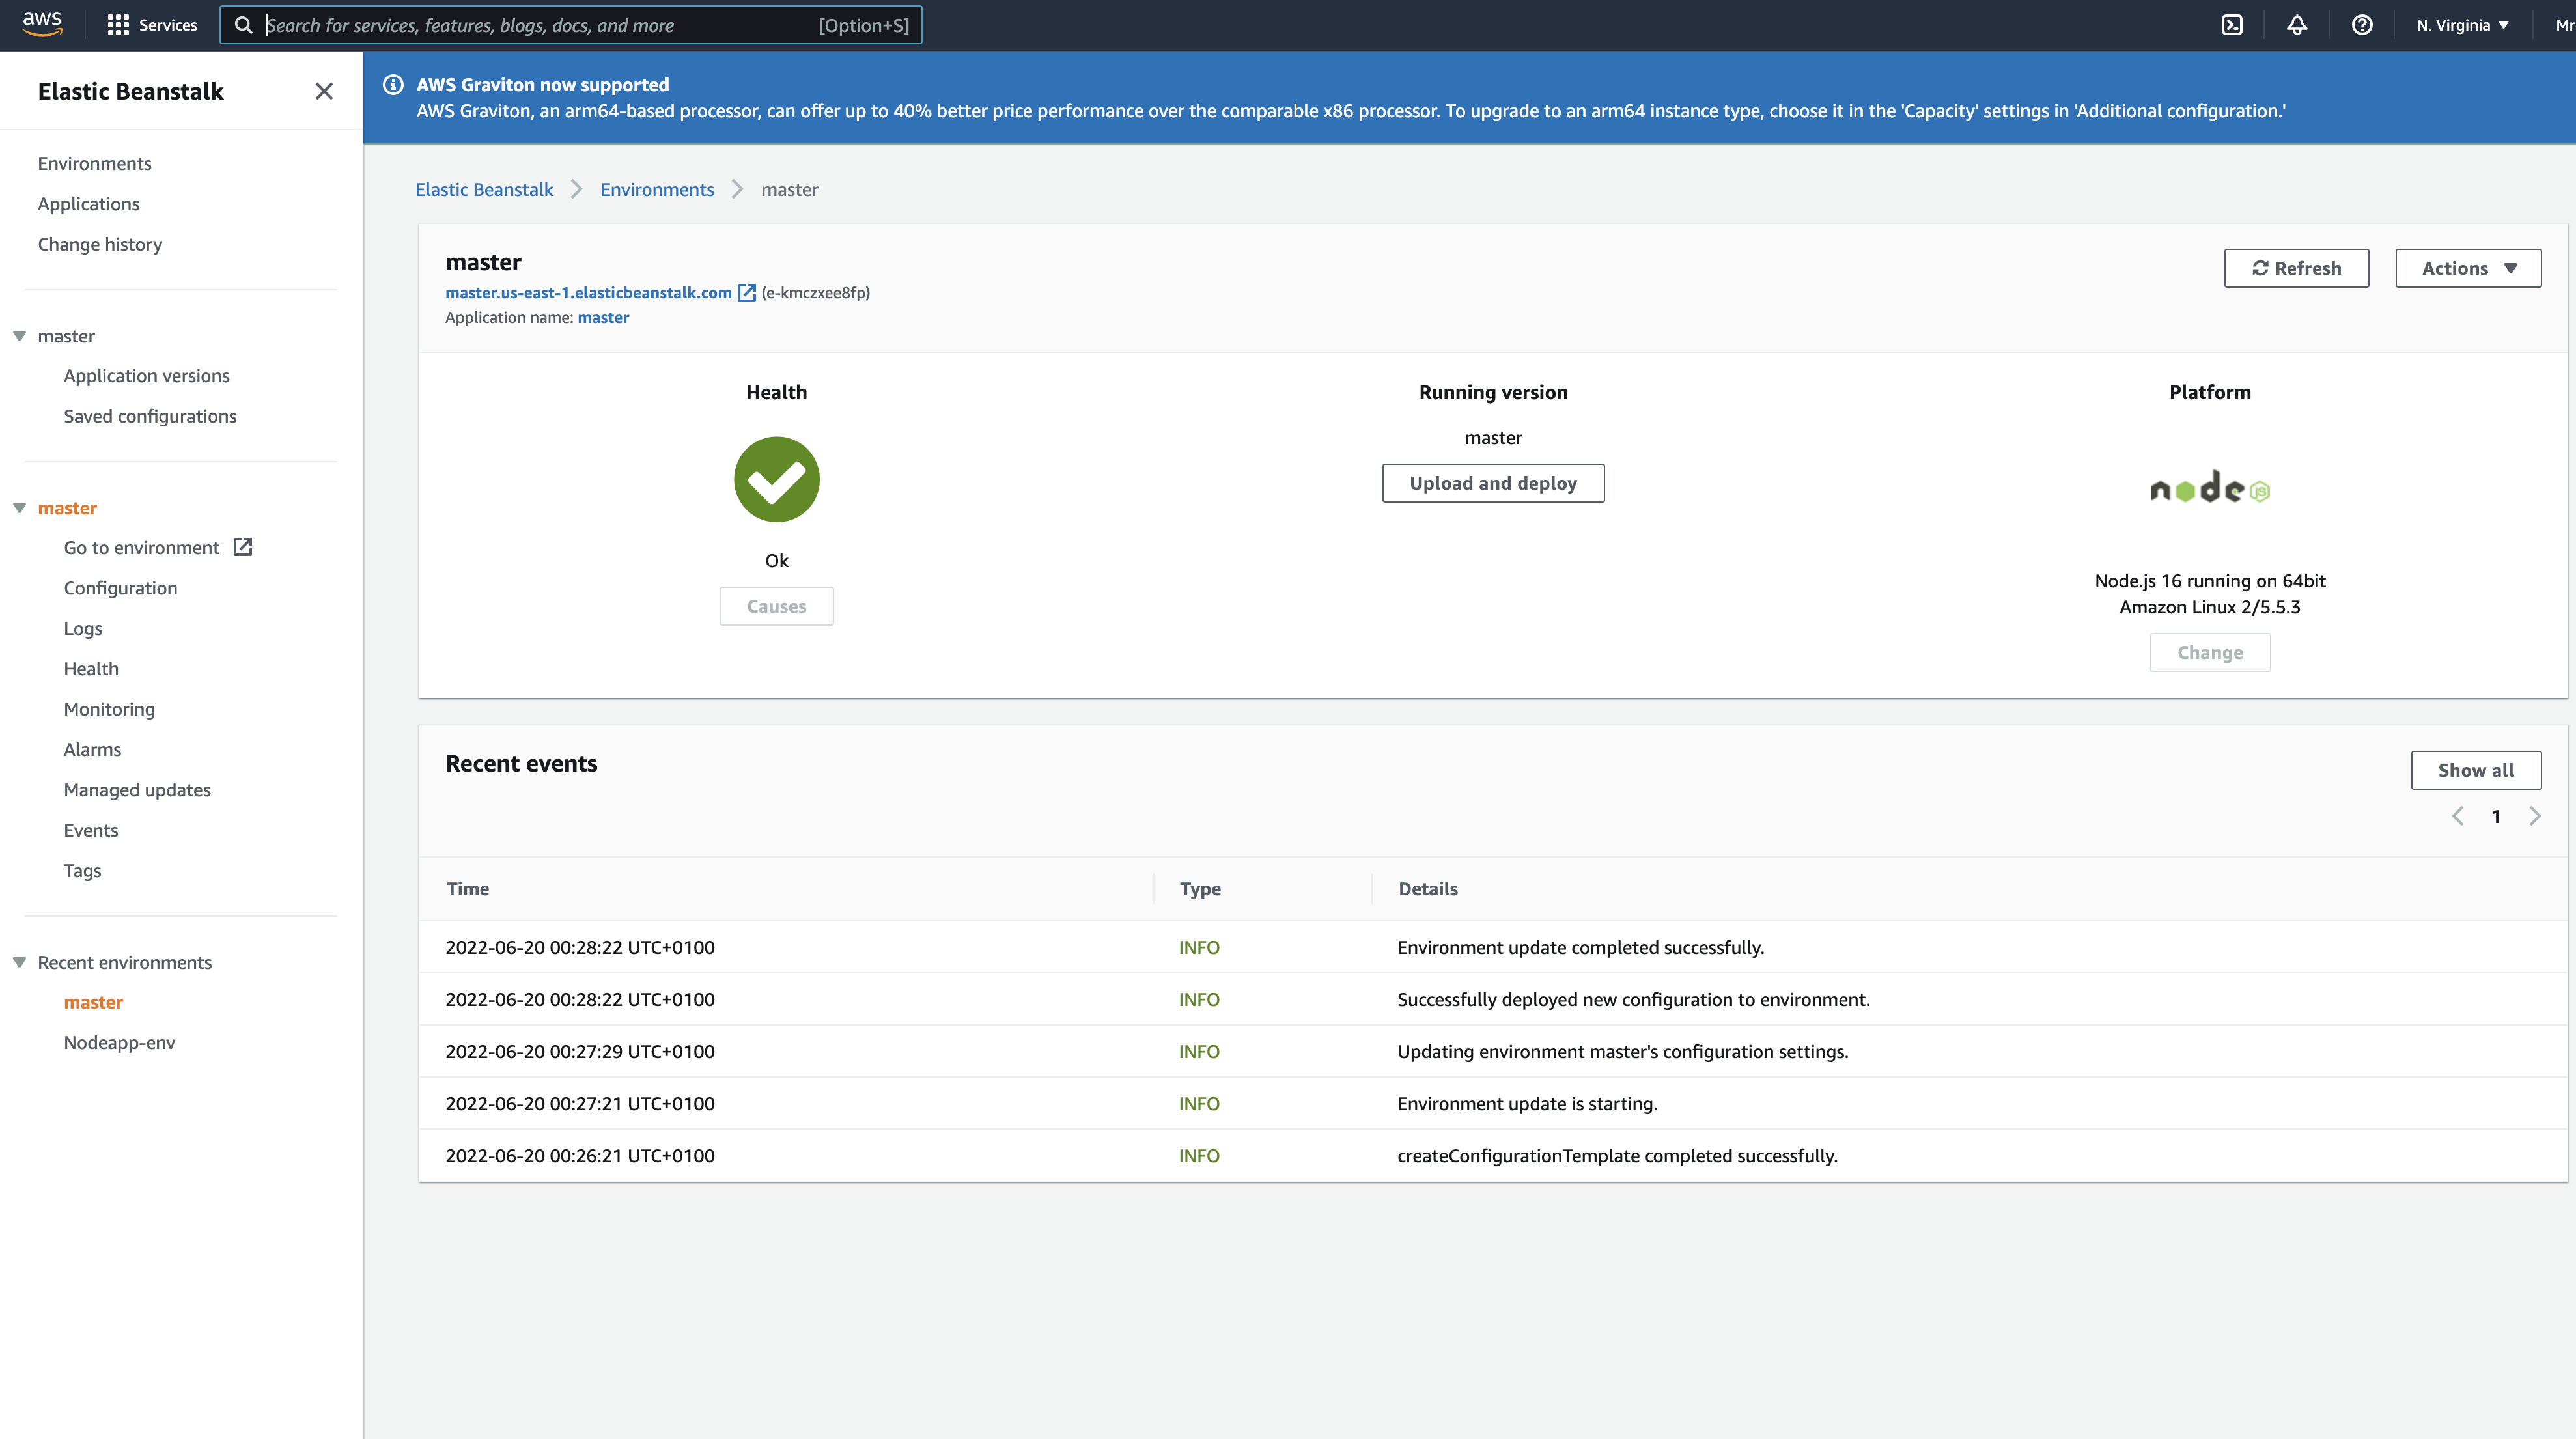 aws
Services
Search for services, features, blogs, docs, and more
[Option+S]
N. Virginia
Elastic Beanstalk
Environments
Applications
Change history
master
Application versions
Saved configurations
master
Go to environment
Configuration
Logs
Health
Monitoring
Alarms
Managed updates
Events
Tags
Recent environments
master
Nodeapp-env
AWS Graviton now supported
AWS Graviton, an arm64-based processor, can offer up to 40% better price performance over the comparable x86 processor. To upgrade to an arm64 instance type, choose it in the 'Capacity' settings in 'Additional configuration.'
Elastic Beanstalk > Environments > master
master
master.us-east-1.elasticbeanstalk.com (e-kmczxee8fp)
Application name: master
Refresh
Actions
Health
Ok
Causes
Running version
master
Upload and deploy
Platform
node JS
Node.js 16 running on 64bit
Amazon Linux 2/5.5.3
Change
Recent events
Show all
1
Time Type Details
2022-06-20 00:28:22 UTC+0100 INFO Environment update completed successfully.
2022-06-20 00:28:22 UTC+0100 INFO Successfully deployed new configuration to environment.
2022-06-20 00:27:29 UTC+0100 INFO Updating environment master's configuration settings.
2022-06-20 00:27:21 UTC+0100 INFO Environment update is starting.
2022-06-20 00:26:21 UTC+0100 INFO createConfigurationTemplate completed successfully.